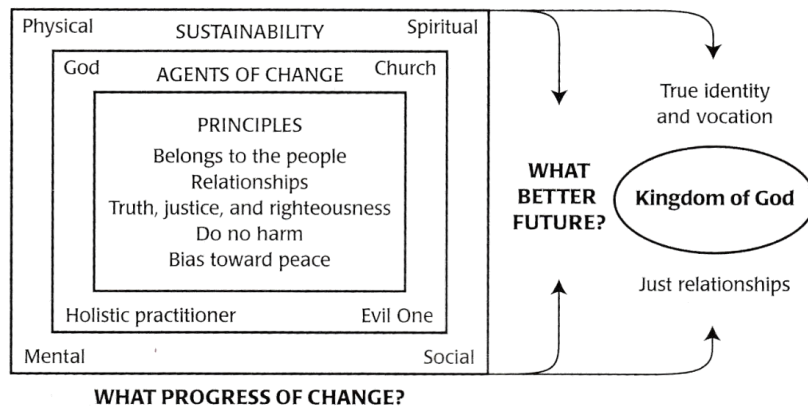 Physical
SUSTAINABILITY
Spiritual
God
AGENTS OF CHANGE
Church
PRINCIPLES
Belongs to the people
Relationships
Truth, justice, and righteousness
Do no harm
Bias toward peace
Holistic practitioner
Evil One
Mental
Social
WHAT PROGRESS OF CHANGE?
WHAT
BETTER
FUTURE?
True identity
and vocation
Kingdom of God
Just relationships